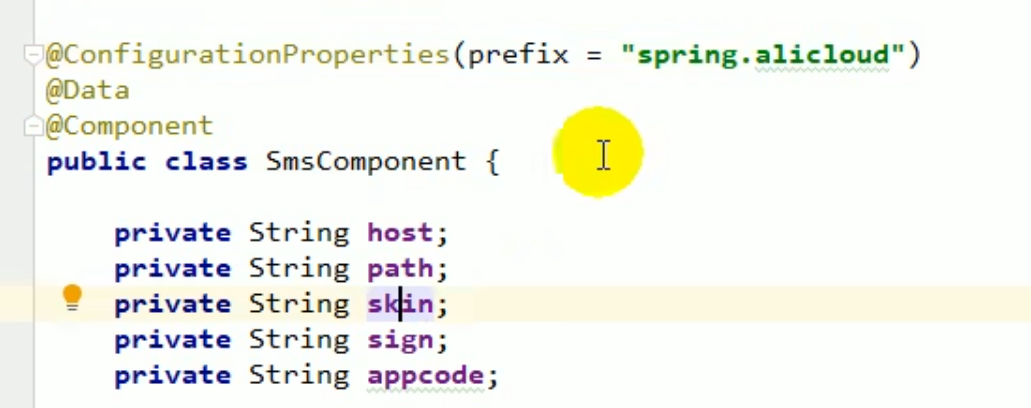 @ConfigurationProperties(prefix = "spring.alicloud")
@Data
@Component
public class SmsComponent {
private String host;
private String path;
private String skin;
private String sign;
private String appcode;